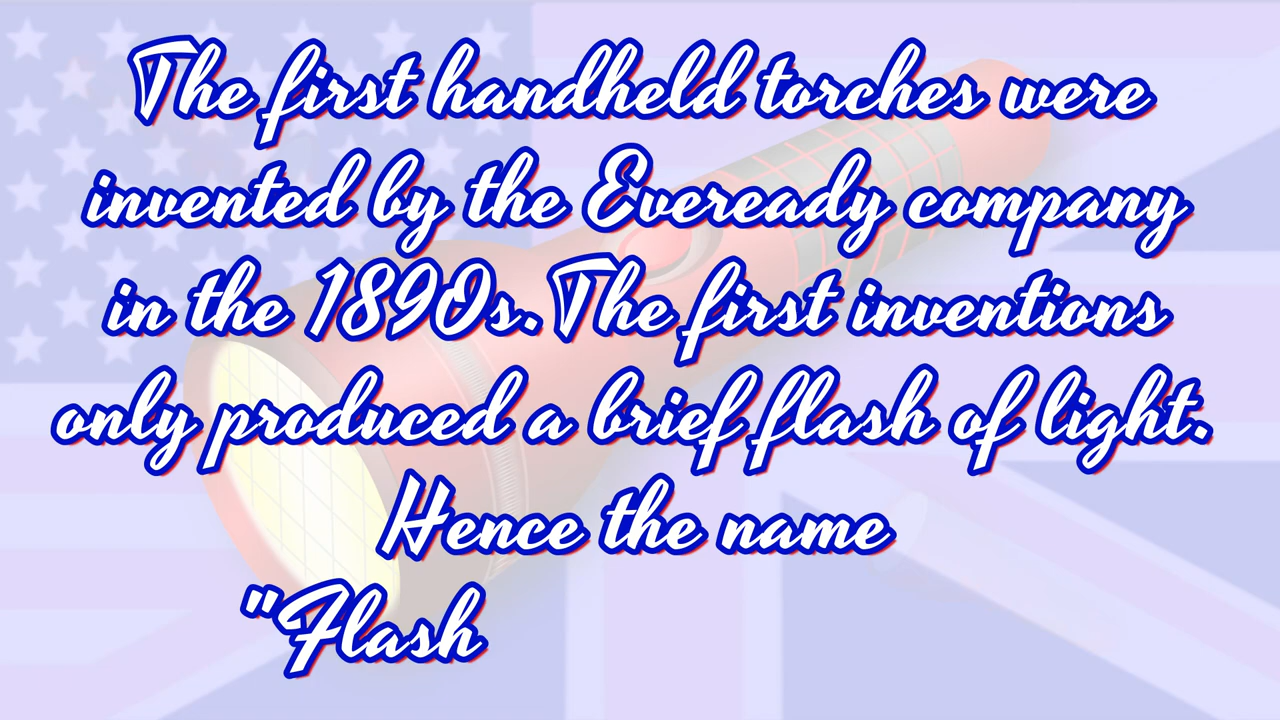 The first handheld torches were
invented by the Eveready company
in the 1890s. The first inventions
only produced a brief flash of light.
Hence the name
"Flash